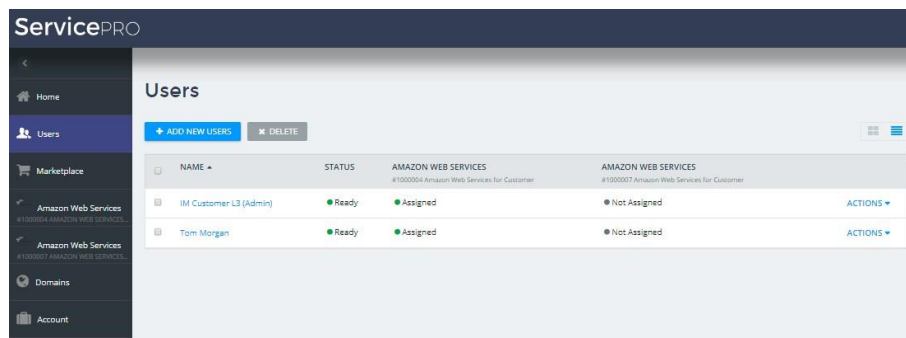 ServicePRO
Home
Users
Marketplace
Amazon Web Services
#1000004 AMAZON WEB SERVICES...
Amazon Web Services
#1000007 AMAZON WEB SERVICES...
Domains
Account
Users
+ ADD NEW USERS ✖ DELETE
NAME STATUS AMAZON WEB SERVICES AMAZON WEB SERVICES
#1000004 Amazon Web Services for Customer #1000007 Amazon Web Services for Customer
IM Customer L3 (Admin) Ready Assigned Not Assigned ACTIONS
Tom Morgan Ready Assigned Not Assigned ACTIONS